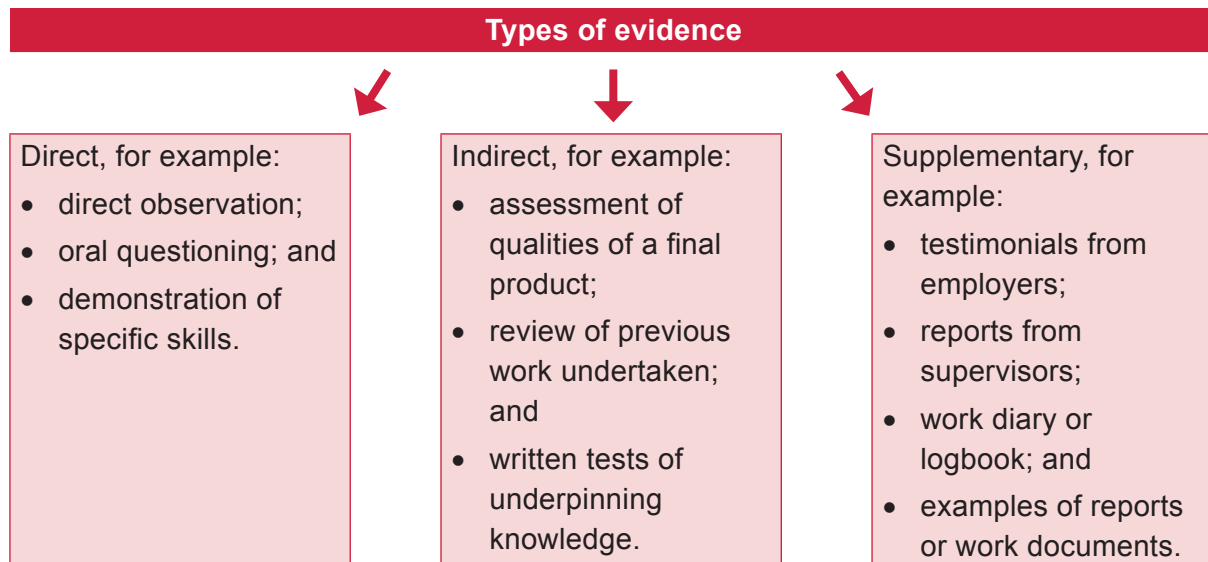 Types of evidence
Direct, for example:
• direct observation;
• oral questioning; and
• demonstration of
specific skills.
Indirect, for example:
• assessment of
qualities of a final
product;
• review of previous
work undertaken;
and
• written tests of
underpinning
knowledge.
Supplementary, for
example:
• testimonials from
employers;
• reports from
supervisors;
• work diary or
logbook; and
• examples of reports
or work documents.